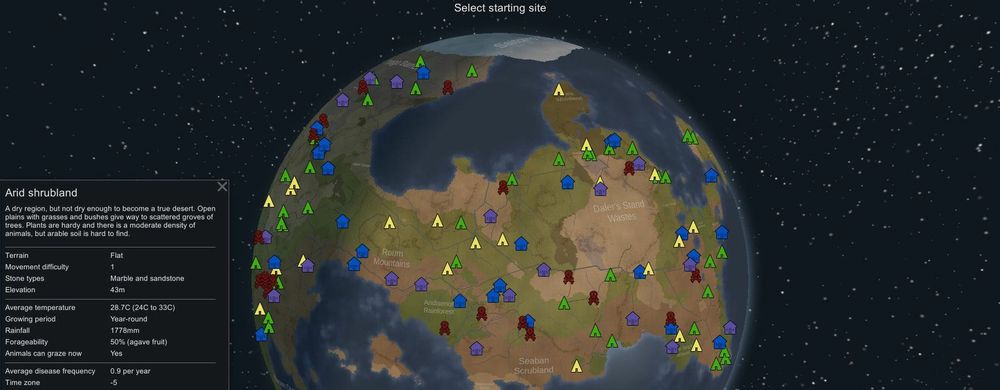 Select starting site
Arid shrubland
A dry region, but not dry enough to become a true desert. Open
plains with grasses and bushes give way to scattered groves of
trees. Plants are hardy and there is a moderate density of
animals, but arable soil is hard to find.
Terrain Flat
Movement difficulty 1
Stone types Marble and sandstone
Elevation 43m
Average temperature 28.7C (24C to 33C)
Growing period Year-round
Rainfall 1778mm
Forageability 50% (agave fruit)
Animals can graze now Yes
Average disease frequency 0.9 per year
Time zone -5
Daler's Stand
Wastes
Reum
Mountains
Rainforest
Seaban
Scrubland